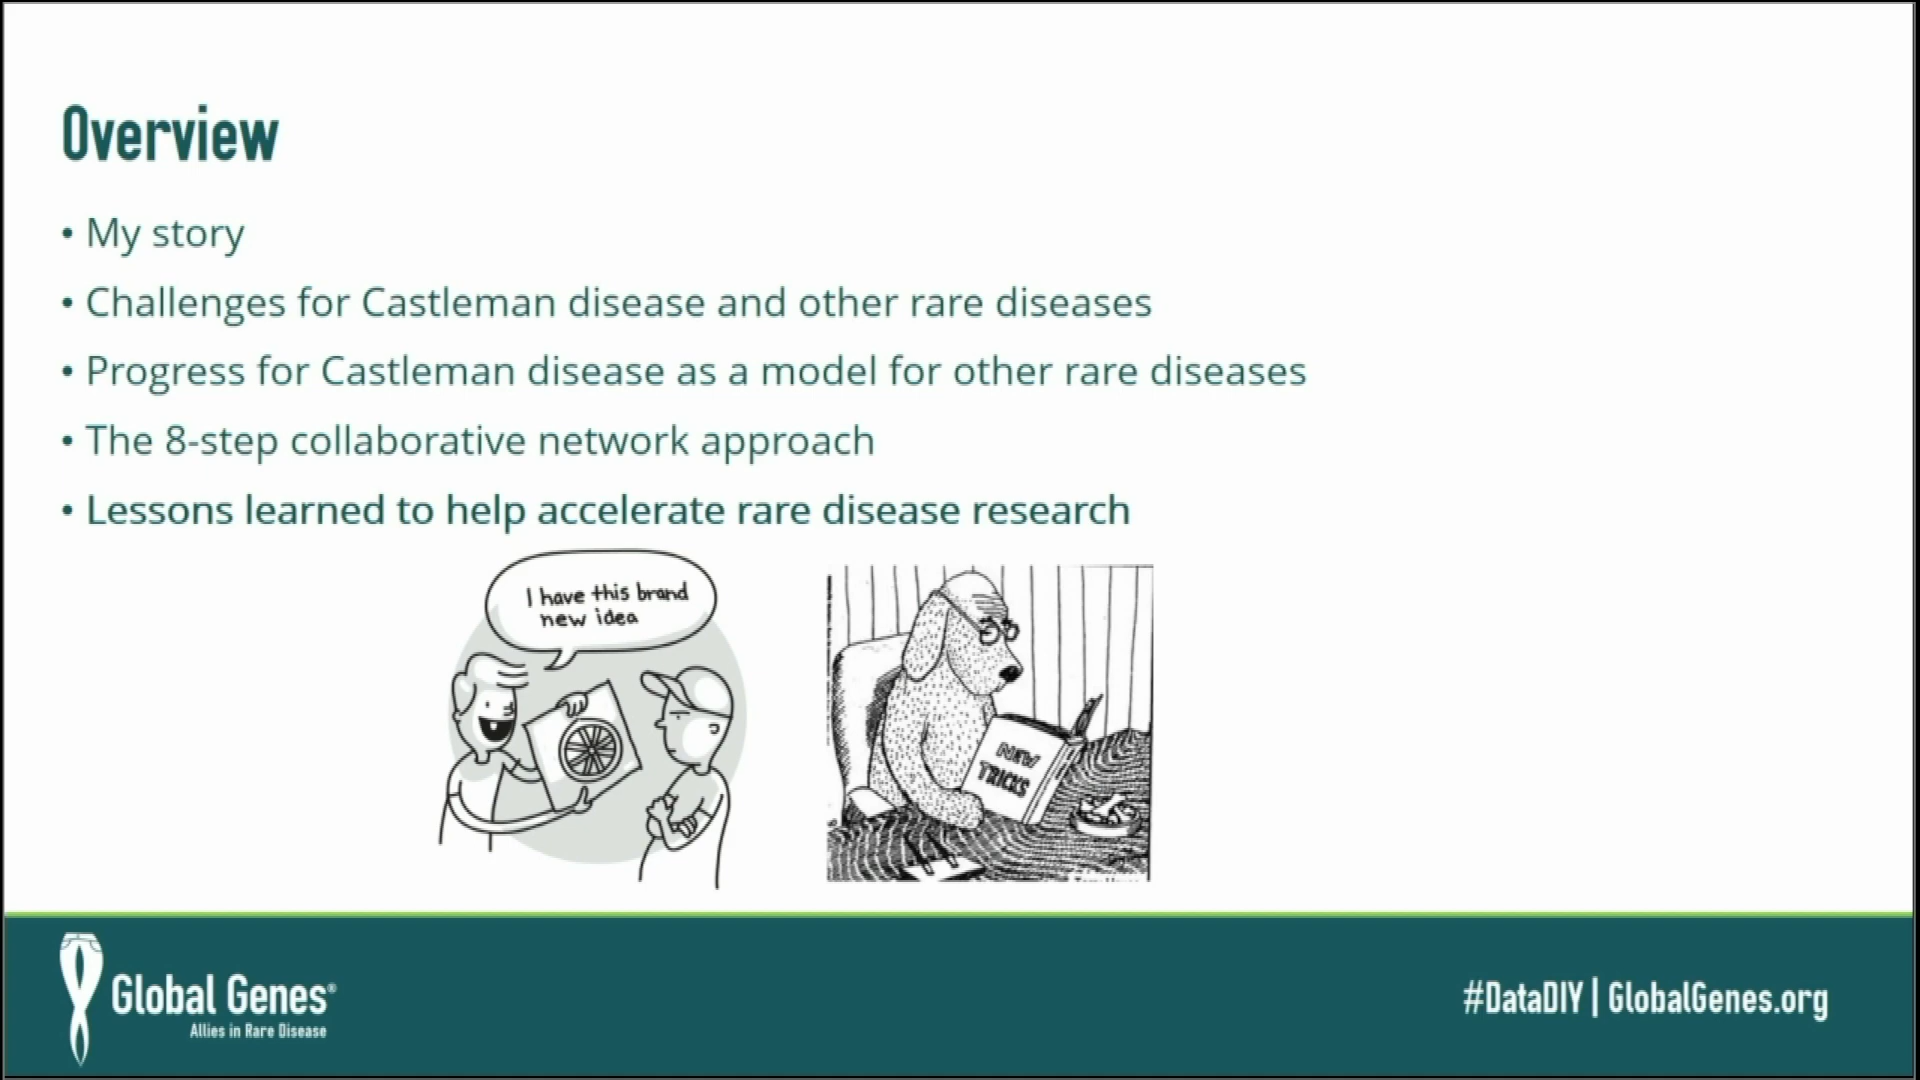 Overview
• My story
• Challenges for Castleman disease and other rare diseases
• Progress for Castleman disease as a model for other rare diseases
• The 8-step collaborative network approach
• Lessons learned to help accelerate rare disease research
I have this brand
new idea
NEW
TRICKS
Global Genes®
Allies in Rare Disease
#DataDIY | GlobalGenes.org